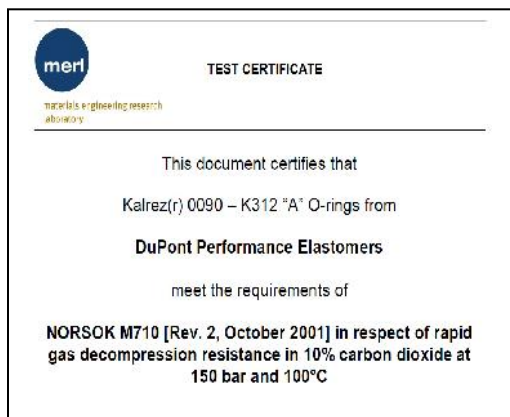 merl
TEST CERTIFICATE
materials engineering research
laboratory
This document certifies that
Kalrez(r) 0090 – K312 "A" O-rings from
DuPont Performance Elastomers
meet the requirements of
NORSOK M710 [Rev. 2, October 2001] in respect of rapid
gas decompression resistance in 10% carbon dioxide at
150 bar and 100°C